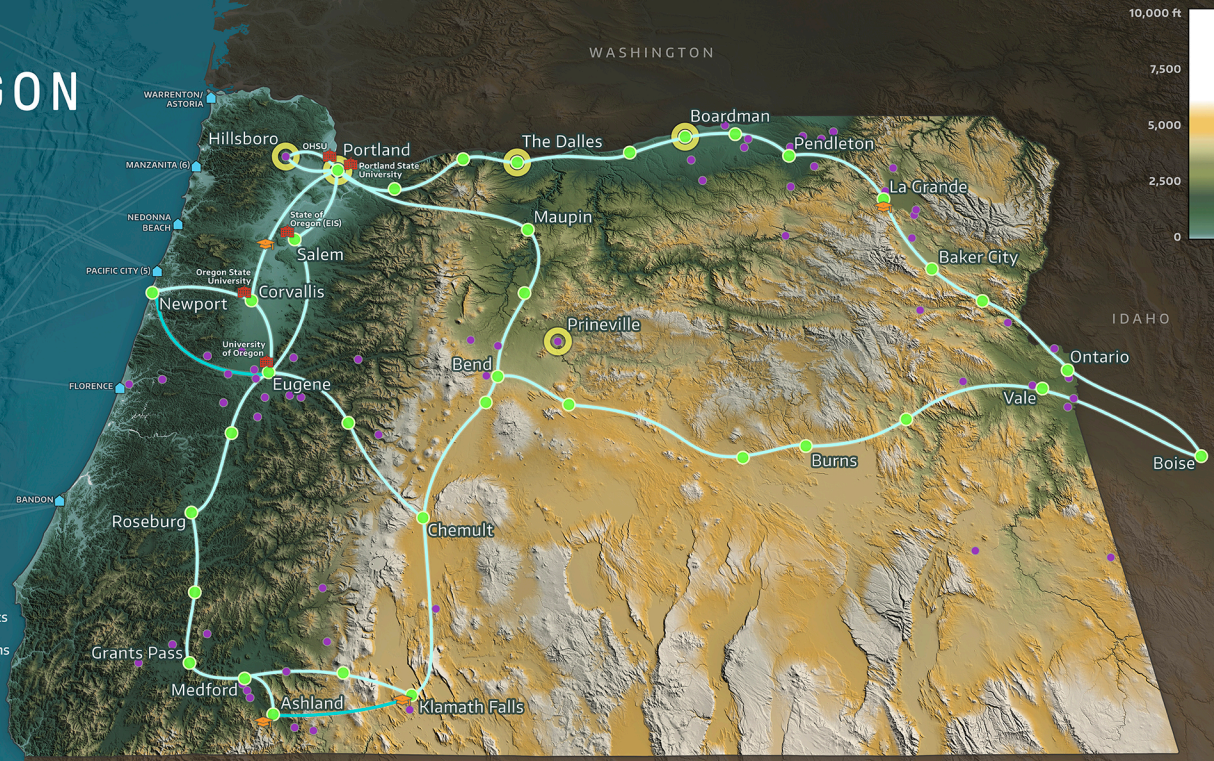 GON
WASHINGTON
IDAHO
10,000 ft
7,500
5,000
2,500
0
WARRENTON/
ASTORIA
MANZANITA (6)
NEDONNA
BEACH
PACIFIC CITY (5)
FLORENCE
BANDON
Hillsboro
OHSU
Portland
Portland State
University
The Dalles
Boardman
Pendleton
La Grande
Baker City
Ontario
Vale
Boise
Burns
Maupin
Prineville
Bend
State of
Oregon (EIS)
Salem
Oregon State
University
Corvallis
Newport
University
of Oregon
Eugene
Roseburg
Chemult
Grants Pass
Medford
Ashland
Klamath Falls